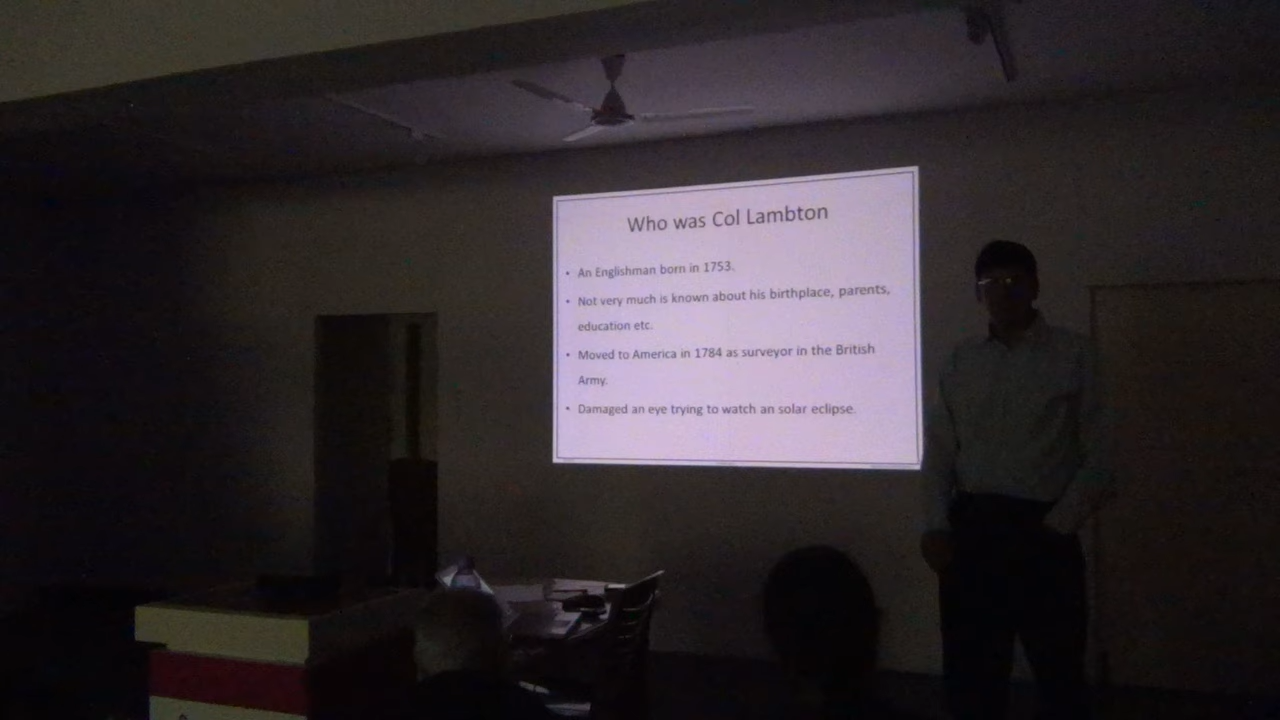 Who was Col Lambton
• An Englishman born in 1753.
• Not very much is known about his birthplace, parents,
education etc.
• Moved to America in 1784 as surveyor in the British
Army.
• Damaged an eye trying to watch an solar eclipse.